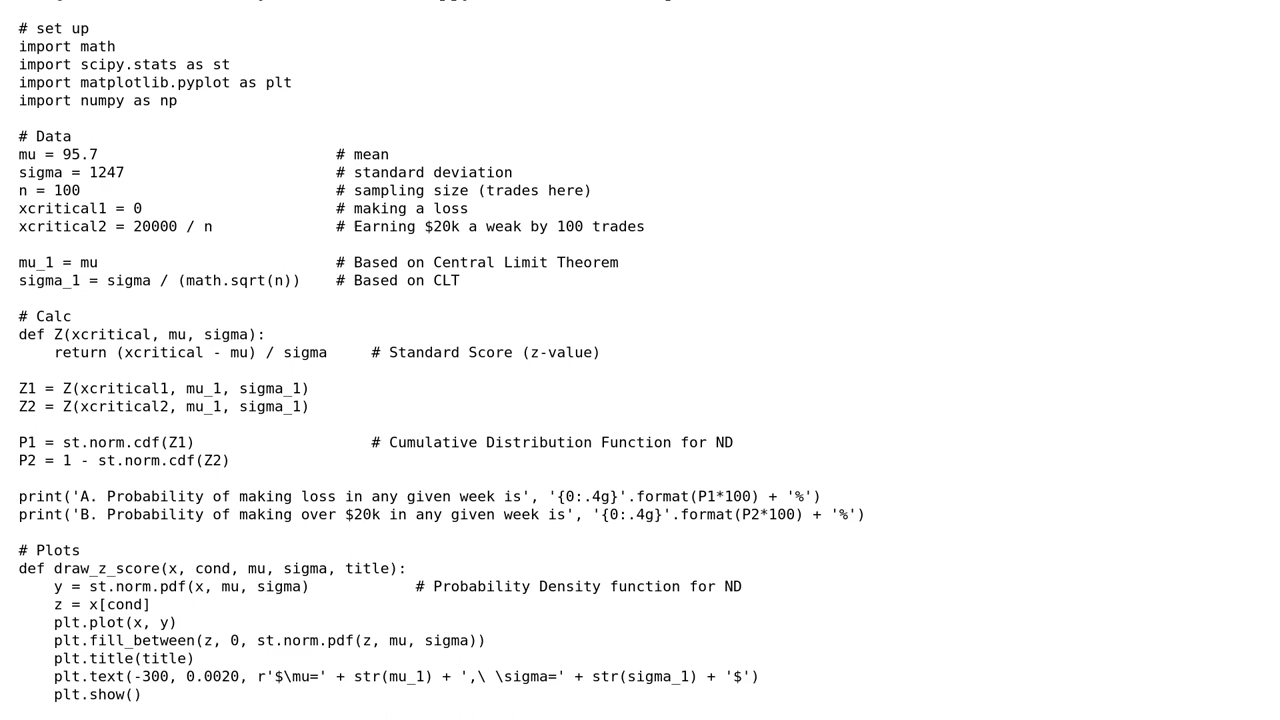 # set up
import math
import scipy.stats as st
import matplotlib.pyplot as plt
import numpy as np
# Data
mu = 95.7                           # mean
sigma = 1247                        # standard deviation
n = 100                             # sampling size (trades here)
xcritical1 = 0                      # making a loss
xcritical2 = 20000 / n              # Earning $20k a weak by 100 trades
mu_1 = mu                           # Based on Central Limit Theorem
sigma_1 = sigma / (math.sqrt(n))    # Based on CLT
# Calc
def Z(xcritical, mu, sigma):
    return (xcritical - mu) / sigma     # Standard Score (z-value)
Z1 = Z(xcritical1, mu_1, sigma_1)
Z2 = Z(xcritical2, mu_1, sigma_1)
P1 = st.norm.cdf(Z1)                    # Cumulative Distribution Function for ND
P2 = 1 - st.norm.cdf(Z2)
print('A. Probability of making loss in any given week is', '{0:.4g}'.format(P1*100) + '%')
print('B. Probability of making over $20k in any given week is', '{0:.4g}'.format(P2*100) + '%')
# Plots
def draw_z_score(x, cond, mu, sigma, title):
    y = st.norm.pdf(x, mu, sigma)            # Probability Density function for ND
    z = x[cond]
    plt.plot(x, y)
    plt.fill_between(z, 0, st.norm.pdf(z, mu, sigma))
    plt.title(title)
    plt.text(-300, 0.0020, r'$\mu=' + str(mu_1) + ',\ \sigma=' + str(sigma_1) + '$')
    plt.show()